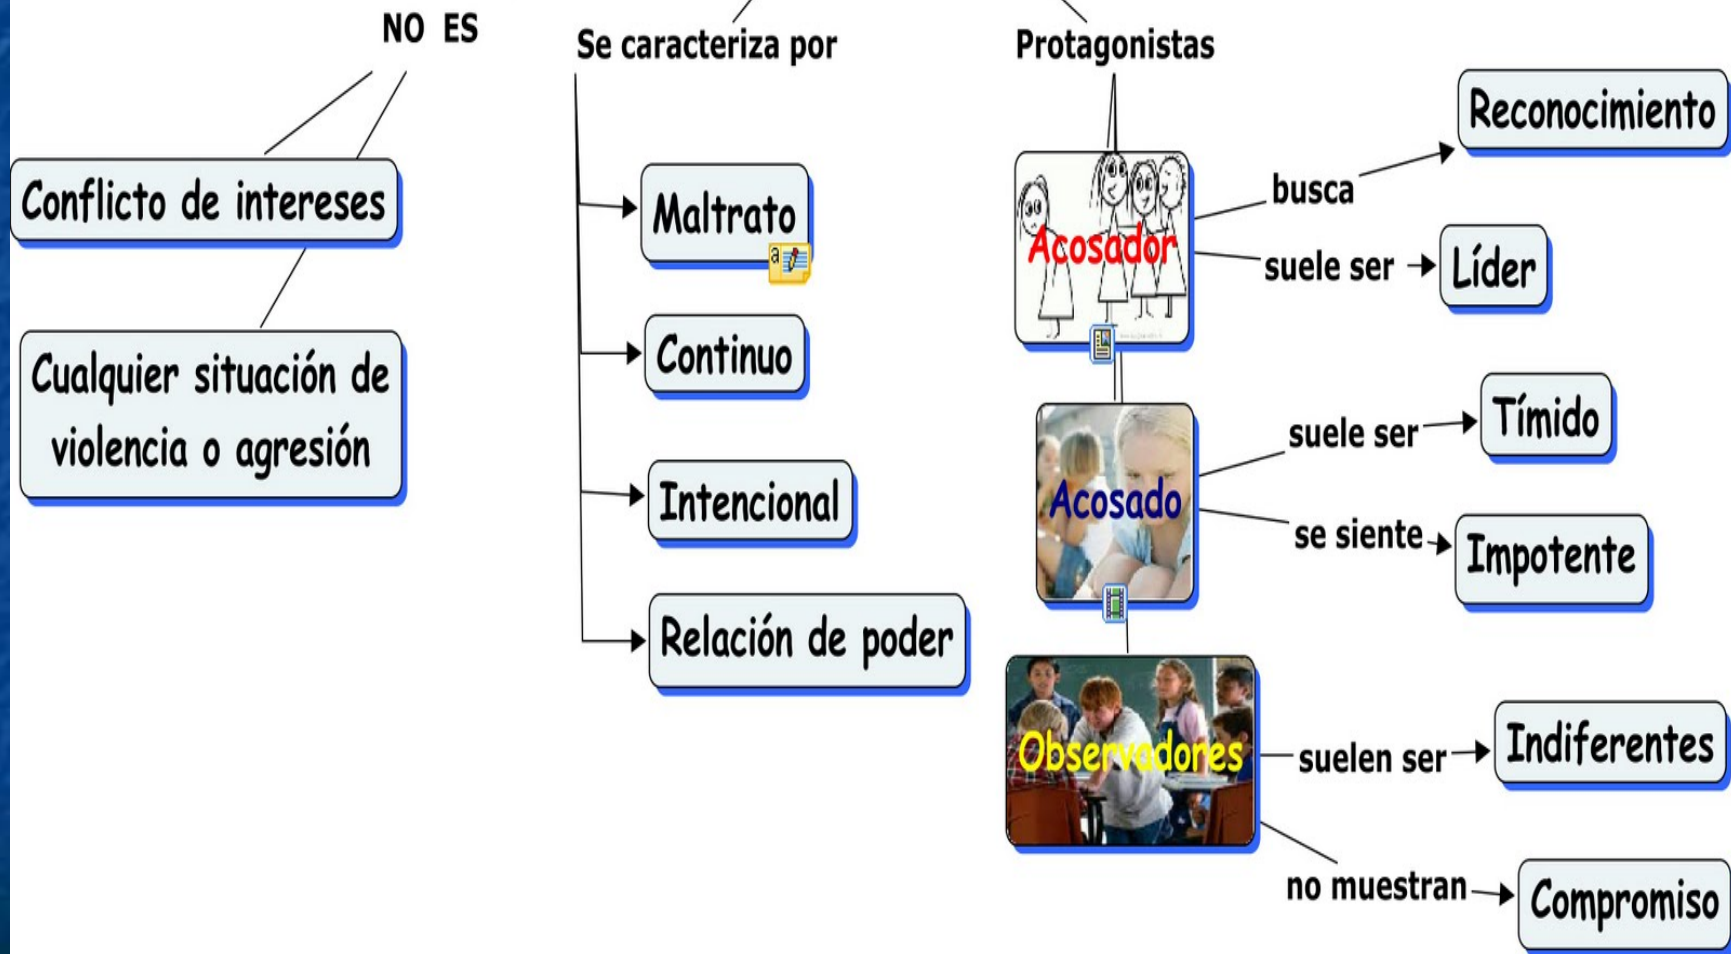 NO ES
Conflicto de intereses
Cualquier situación de
violencia o agresión
Se caracteriza por
Maltrato
Continuo
Intencional
Relación de poder
Protagonistas
Acosador
busca
Reconocimiento
suele ser
Líder
Acosado
suele ser
Tímido
se siente
Impotente
Observadores
suelen ser
Indiferentes
no muestran
Compromiso